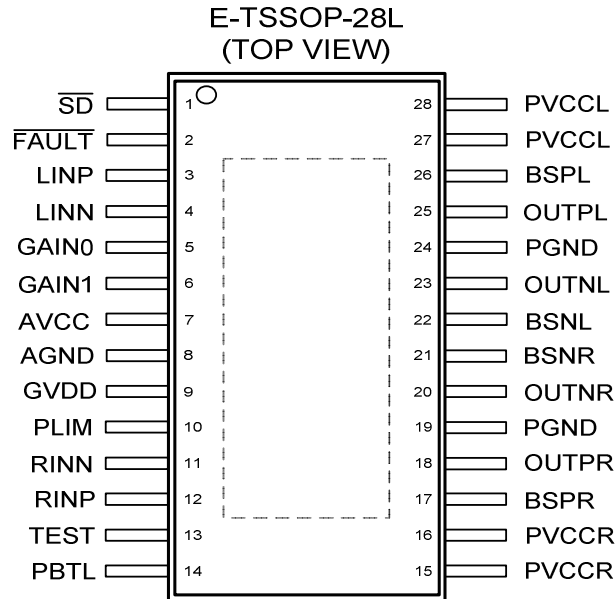 E-TSSOP-28L
(TOP VIEW)
SD 1 28 PVCCL
FAULT 2 27 PVCCL
LINP 3 26 BSPL
LINN 4 25 OUTPL
GAIN0 5 24 PGND
GAIN1 6 23 OUTNL
AVCC 7 22 BSNL
AGND 8 21 BSNR
GVDD 9 20 OUTNR
PLIM 10 19 PGND
RINN 11 18 OUTPR
RINP 12 17 BSPR
TEST 13 16 PVCCR
PBTL 14 15 PVCCR